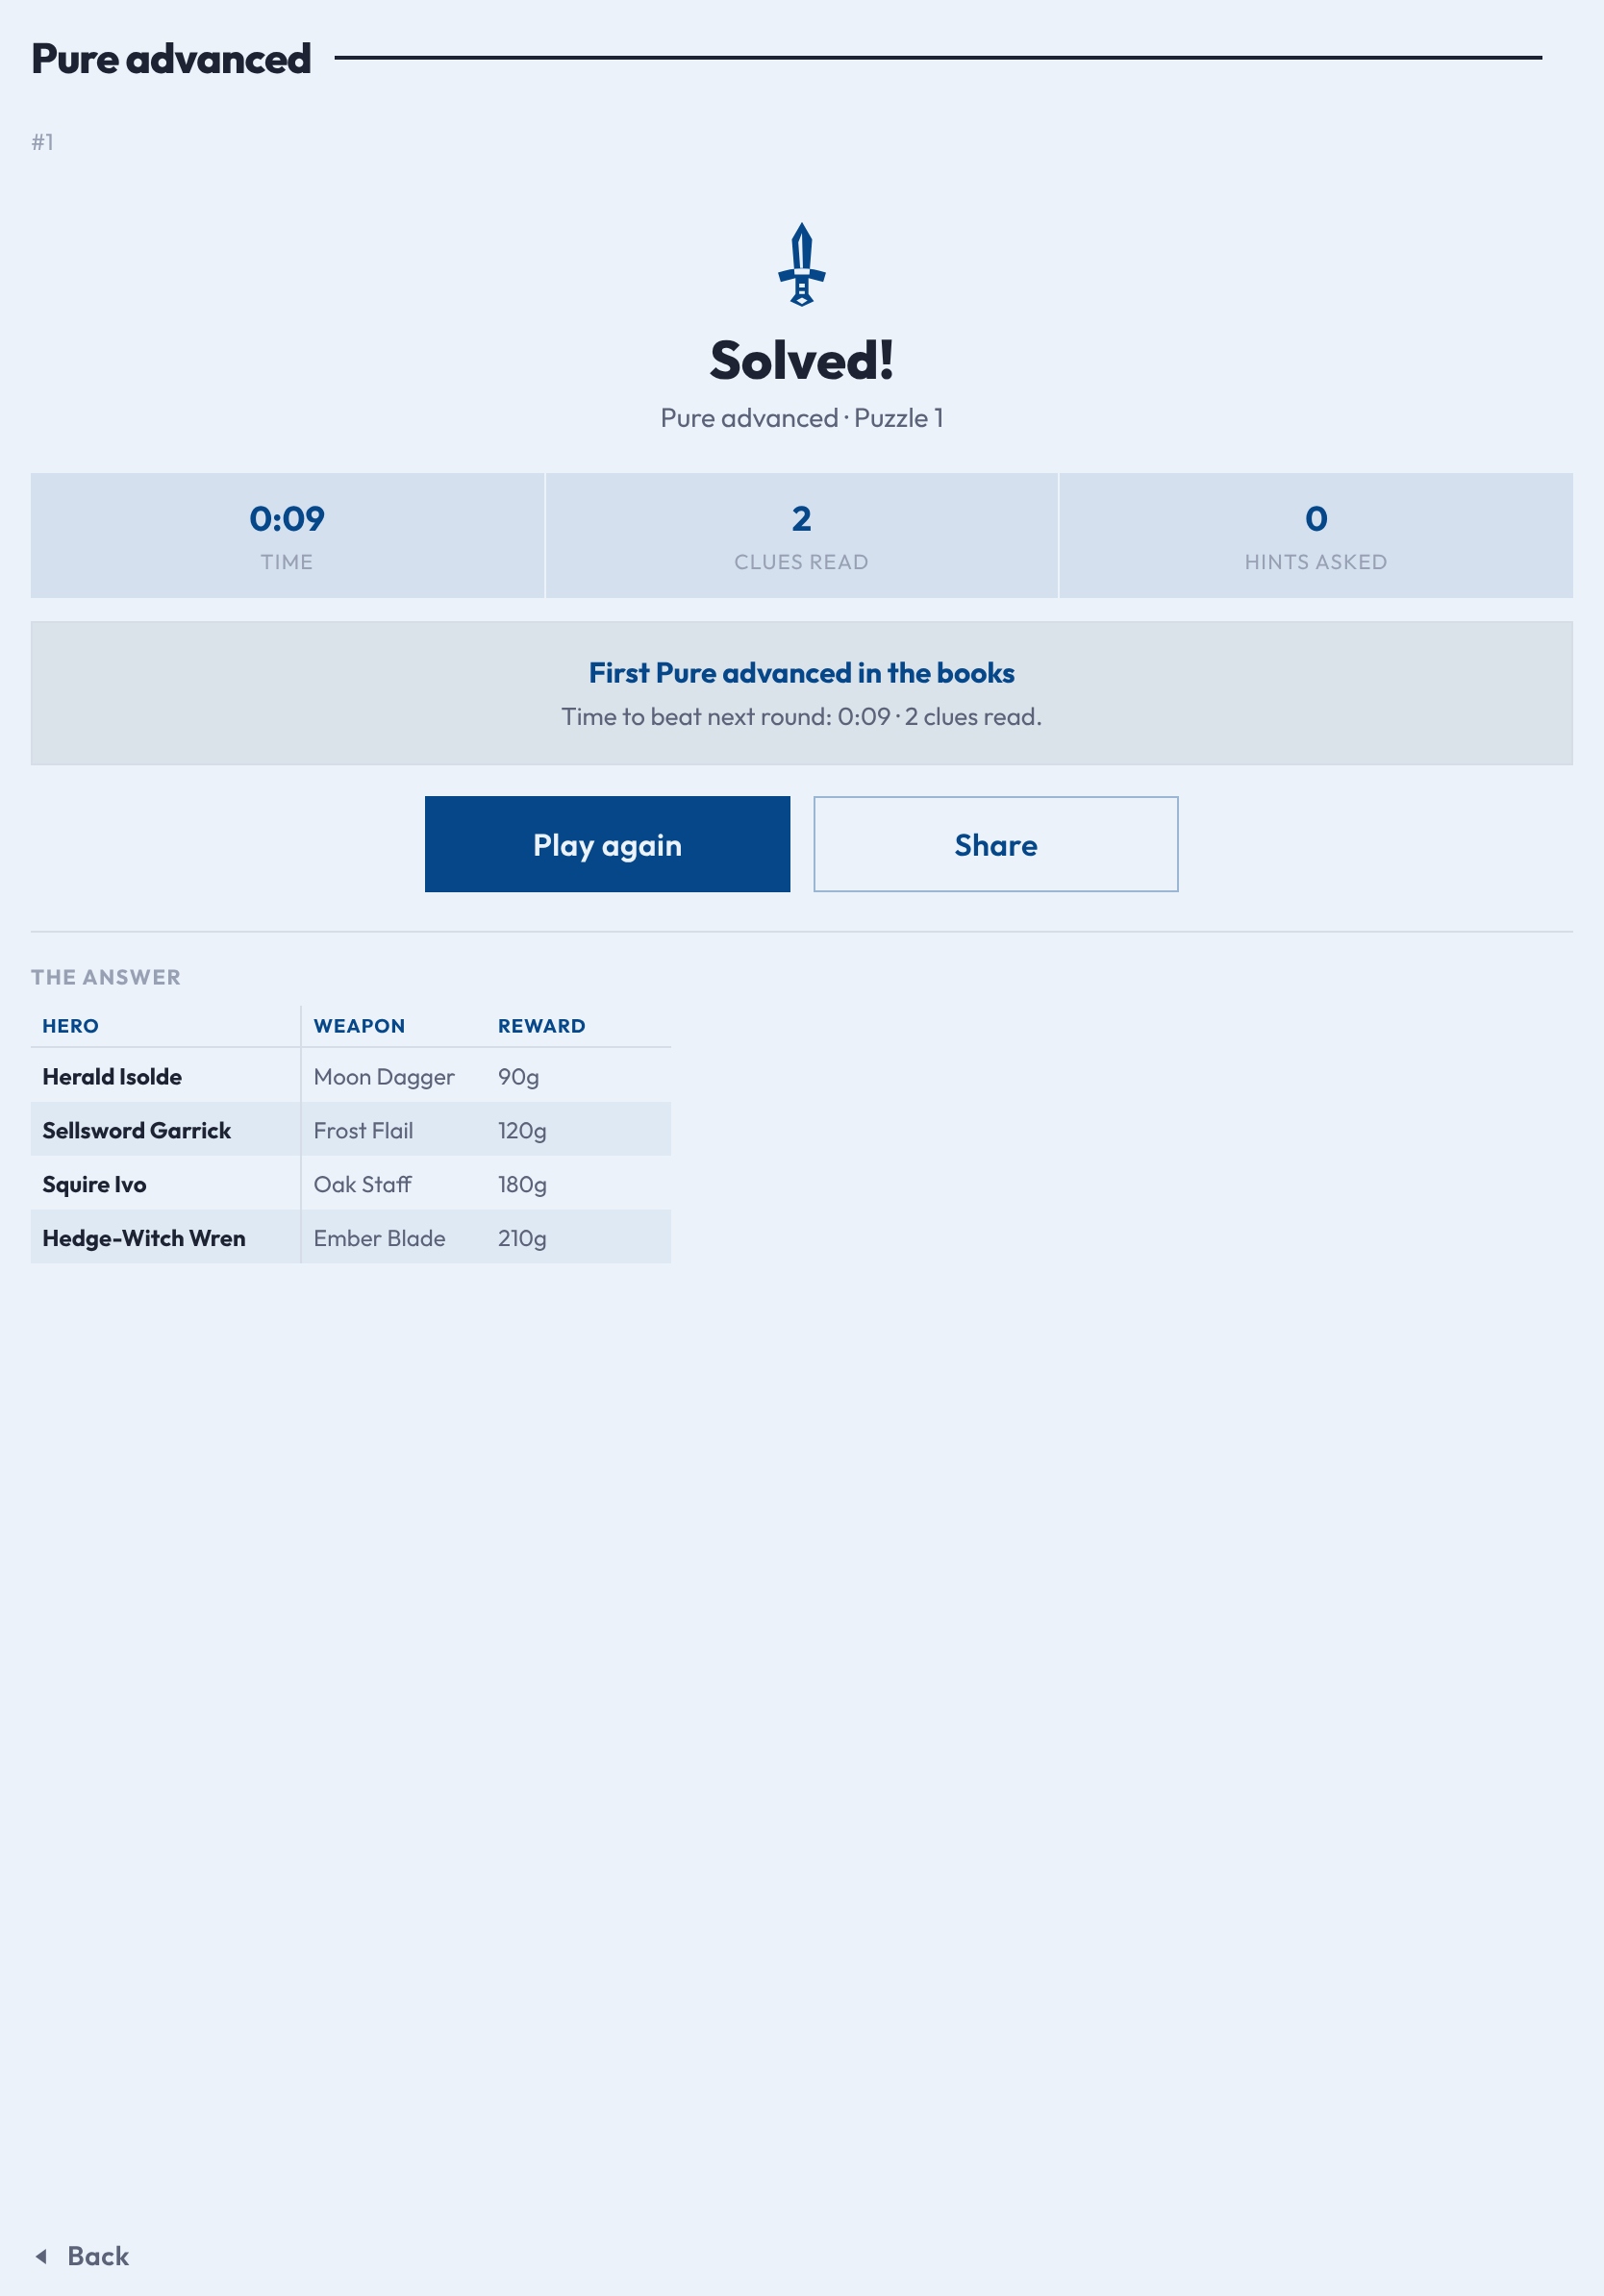 Pure advanced
#1
Solved!
Pure advanced · Puzzle 1
0:09 2 0
TIME CLUES READ HINTS ASKED
First Pure advanced in the books
Time to beat next round: 0:09 · 2 clues read.
Play again Share
THE ANSWER
HERO WEAPON REWARD
Herald Isolde Moon Dagger 90g
Sellsword Garrick Frost Flail 120g
Squire Ivo Oak Staff 180g
Hedge-Witch Wren Ember Blade 210g
Back